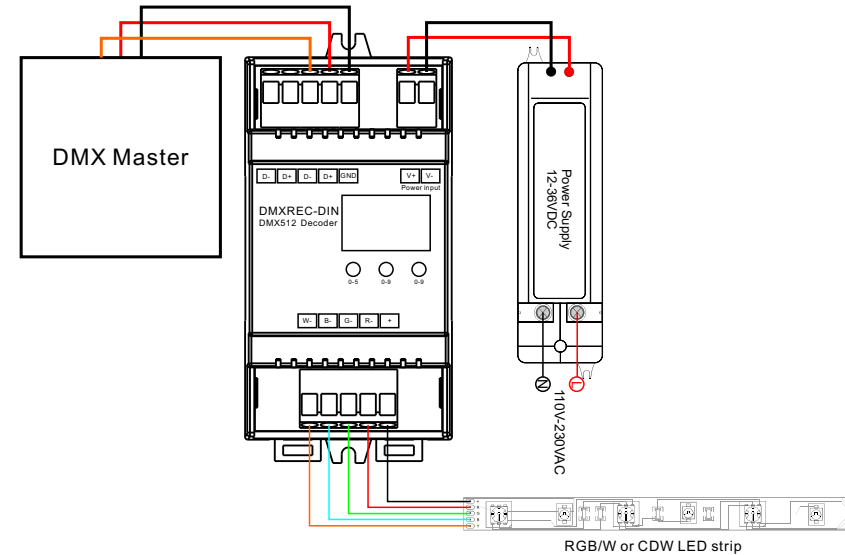 DMX Master
D- D+ D- D+ GND
V+ V-
Power input
DMXREC-DIN
DMX512 Decoder
0-5 0-9 0-9
W- B- G- R- +
Power Supply
12-36VDC
N L
110V-230VAC
RGB/W or CDW LED strip